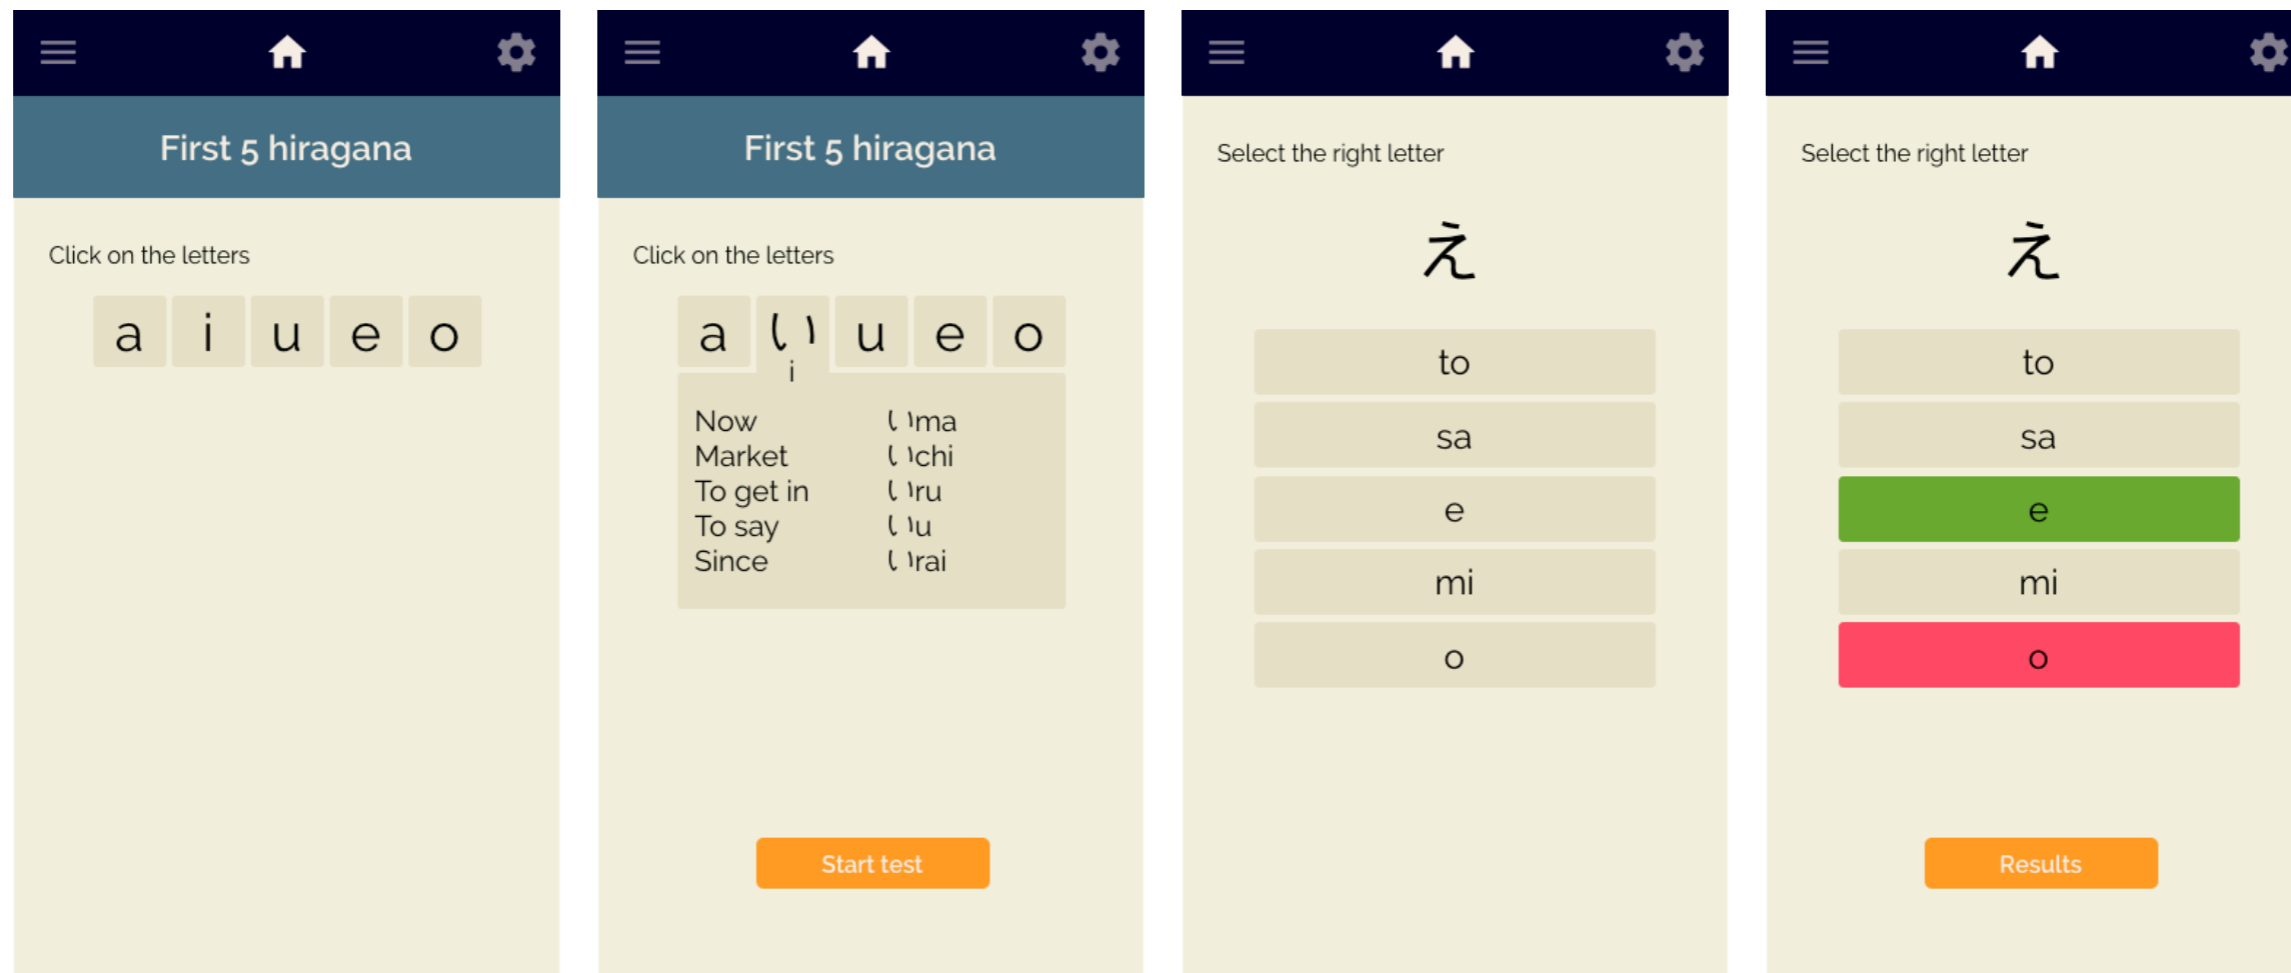 First 5 hiragana
Click on the letters
a i u e o
First 5 hiragana
Click on the letters
a い u e o
i
Now いma
Market いchi
To get in いru
To say いu
Since いrai
Start test
Select the right letter
え
to
sa
e
mi
o
Select the right letter
え
to
sa
e
mi
o
Results